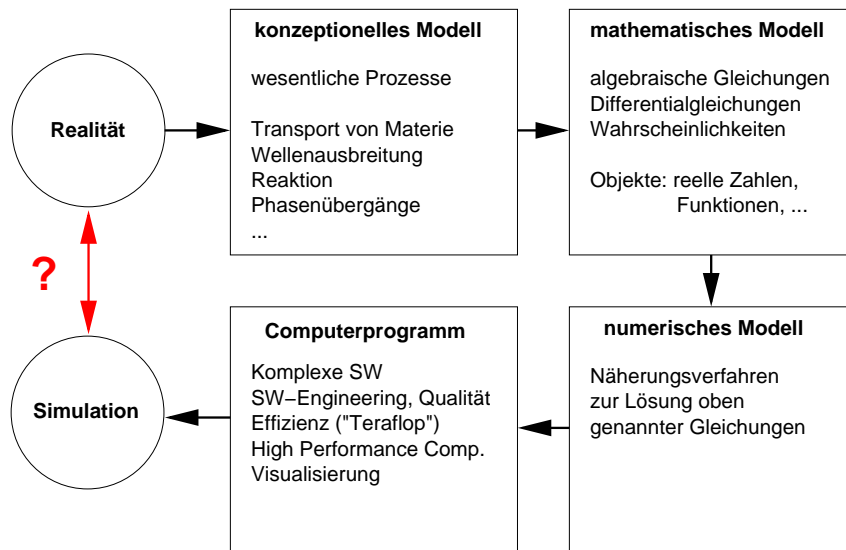 Realität
konzeptionelles Modell
wesentliche Prozesse
Transport von Materie
Wellenausbreitung
Reaktion
Phasenübergänge
...
mathematisches Modell
algebraische Gleichungen
Differentialgleichungen
Wahrscheinlichkeiten
Objekte: reelle Zahlen,
Funktionen, ...
?
Simulation
Computerprogramm
Komplexe SW
SW−Engineering, Qualität
Effizienz ("Teraflop")
High Performance Comp.
Visualisierung
numerisches Modell
Näherungsverfahren
zur Lösung oben
genannter Gleichungen